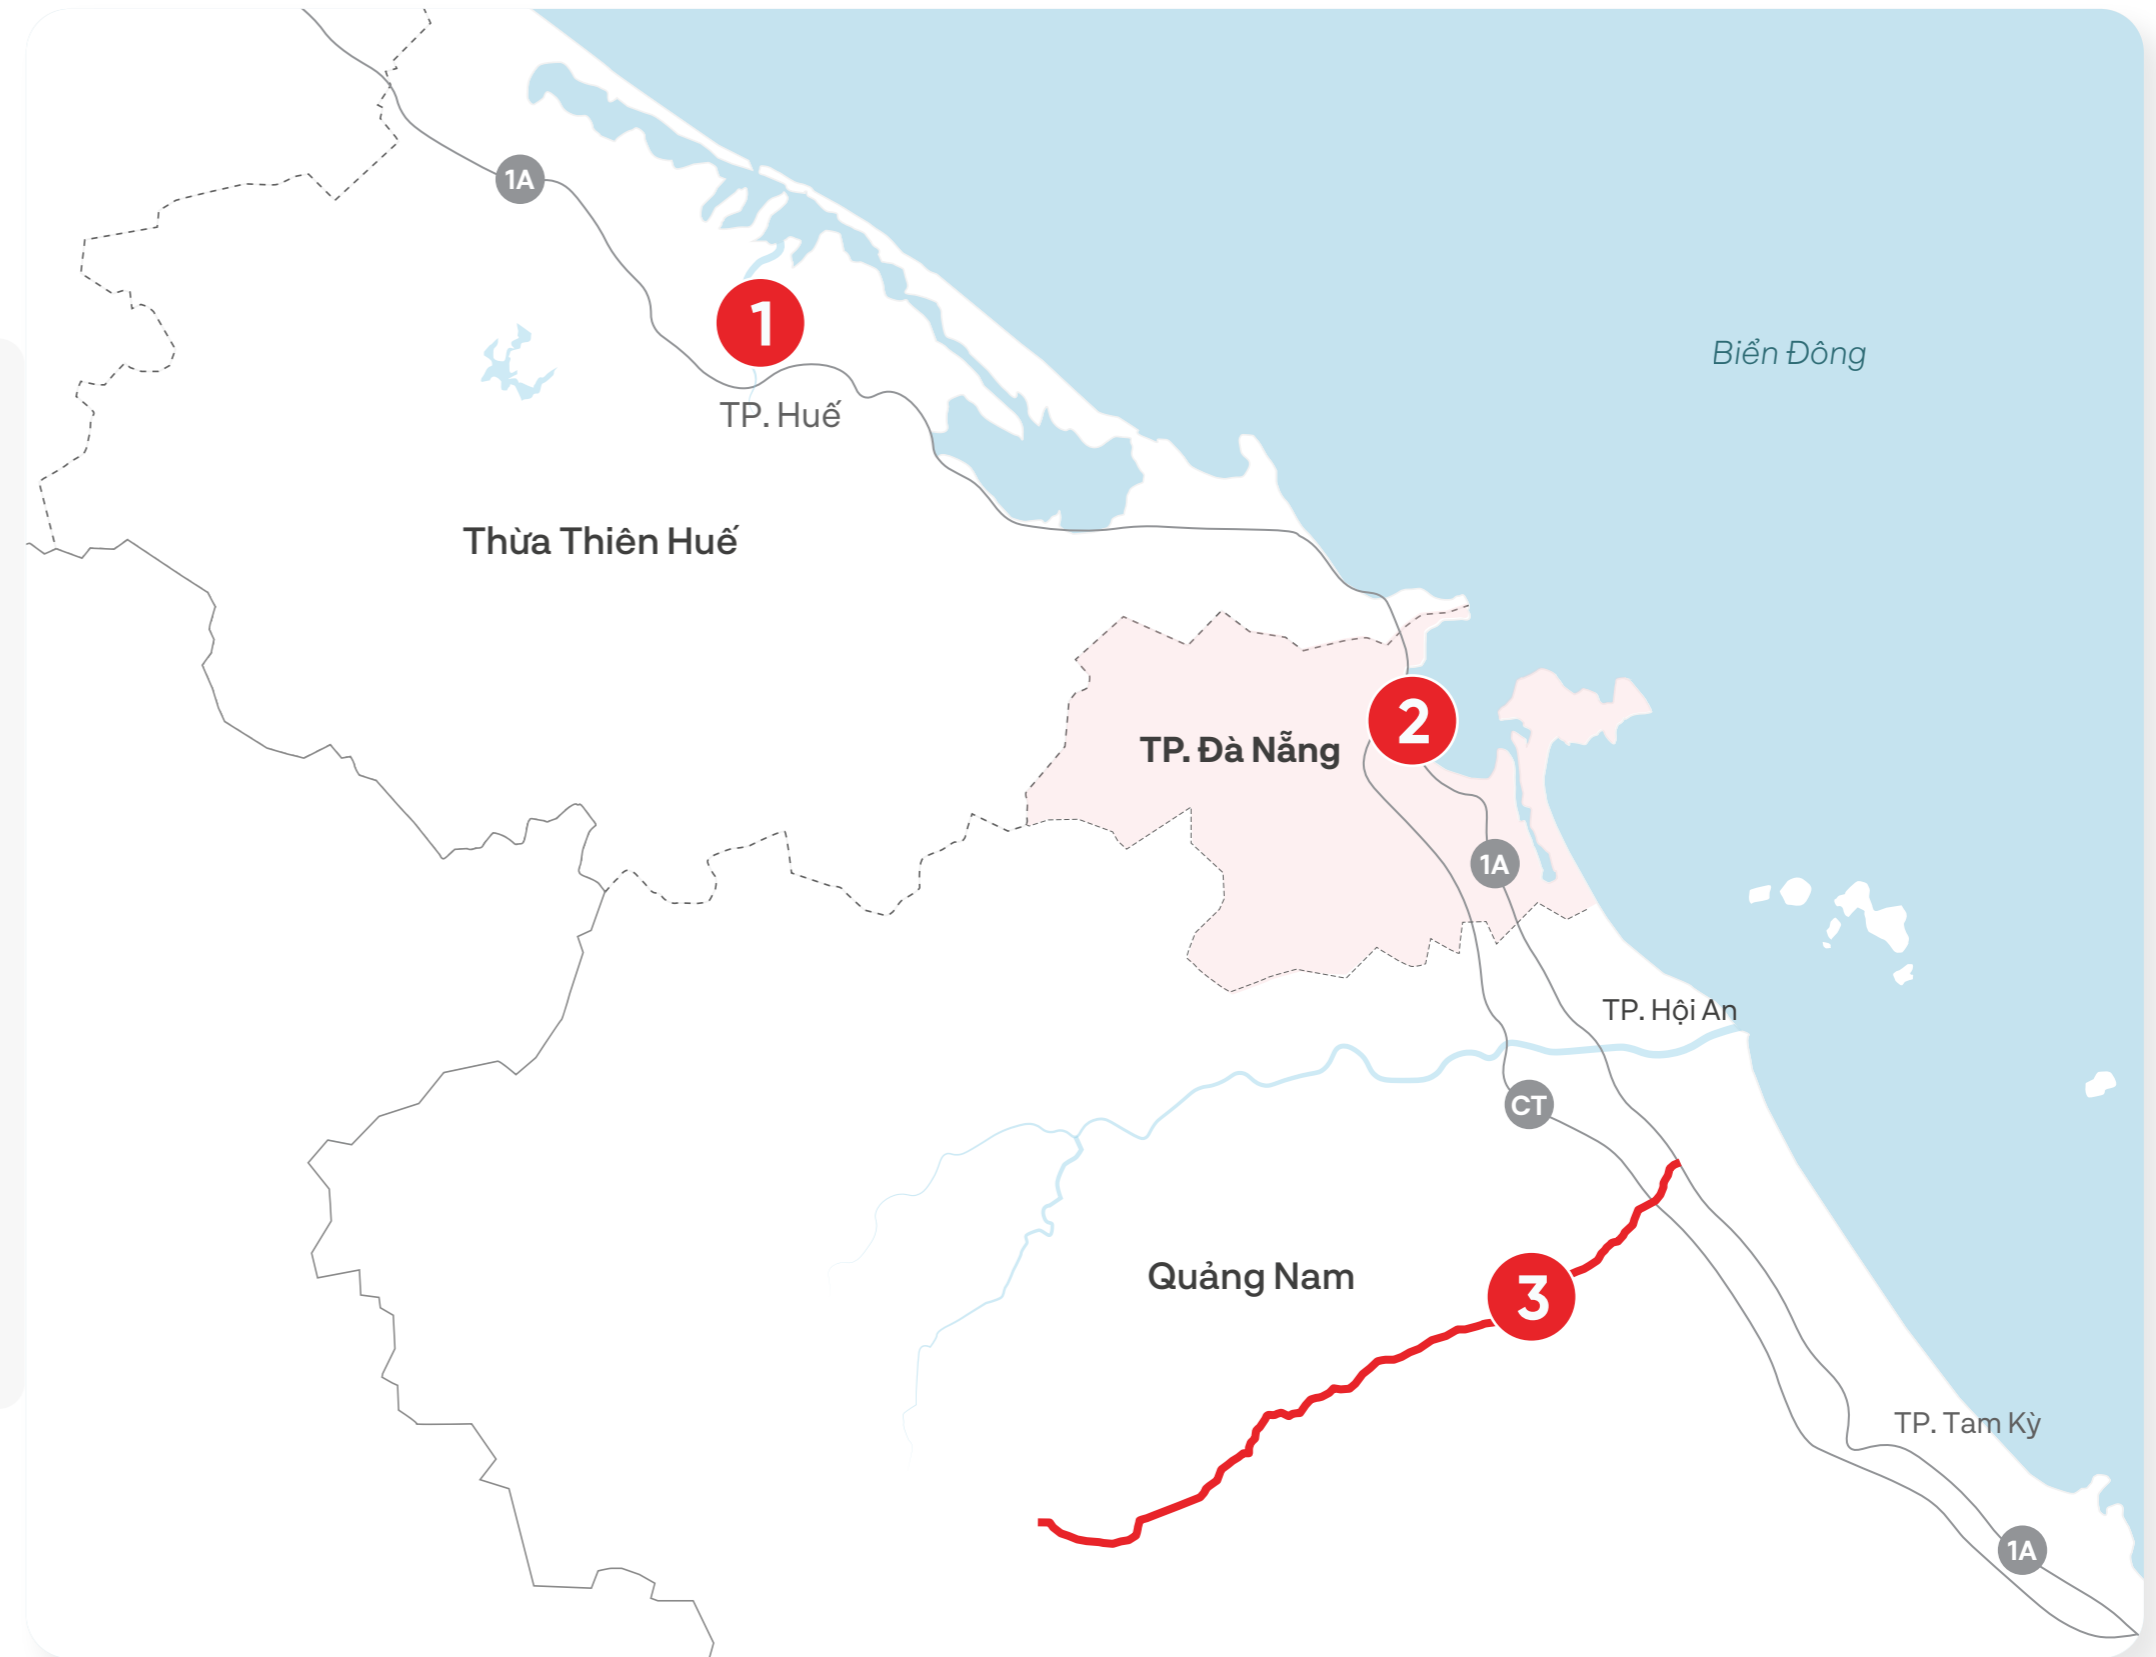 1A
1
Biển Đông
TP. Huế
Thừa Thiên Huế
2
TP. Đà Nẵng
1A
TP. Hội An
CT
Quảng Nam
3
TP. Tam Kỳ
1A